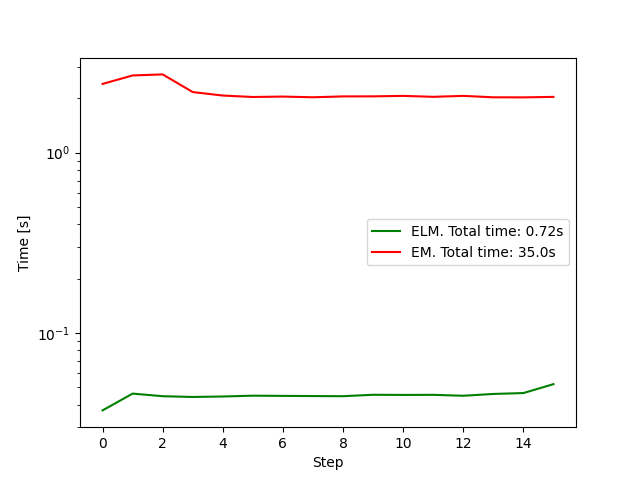 10⁰
10⁻¹
Time [s]
ELM. Total time: 0.72s
EM. Total time: 35.0s
0 2 4 6 8 10 12 14
Step